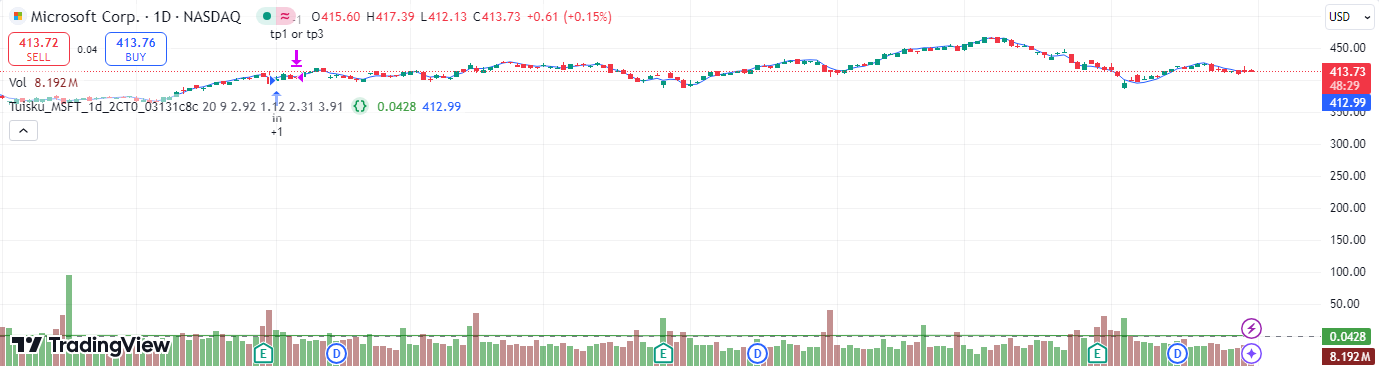 Microsoft Corp. · 1D · NASDAQ ≈ O415.60 H417.39 L412.13 C413.73 +0.61 (+0.15%)
USD
-1
tp1 or tp3
413.72
SELL
0.04
413.76
BUY
450.00
413.73
48:29
Vol 8.192M
412.99
Tuisku_MSFT_1d_2CT0_03131c8c 20 9 2.92 1.12 2.31 3.91 {} 0.0428 412.99
350.00
in
+1
300.00
250.00
200.00
150.00
100.00
50.00
TradingView
0.0428
E D E D E D
8.192M